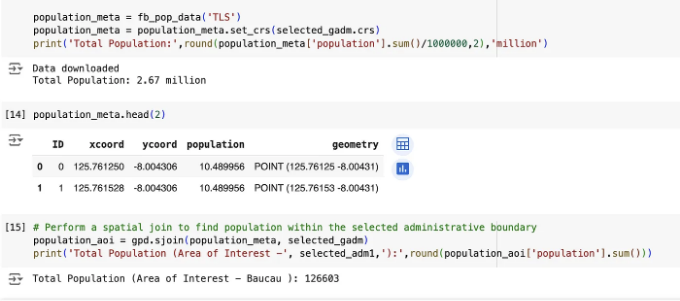 population_meta = fb_pop_data('TLS')
population_meta = population_meta.set_crs(selected_gadm.crs)
print('Total Population:',round(population_meta['population'].sum()/1000000,2),'million')
Data downloaded
Total Population: 2.67 million
[14] population_meta.head(2)
ID xcoord ycoord population geometry
0 0 125.761250 -8.004306 10.489956 POINT (125.76125 -8.00431)
1 1 125.761528 -8.004306 10.489956 POINT (125.76153 -8.00431)
[15] # Perform a spatial join to find population within the selected administrative boundary
population_aoi = gpd.sjoin(population_meta, selected_gadm)
print('Total Population (Area of Interest -', selected_adm1,'):',round(population_aoi['population'].sum()))
Total Population (Area of Interest - Baucau ): 126603